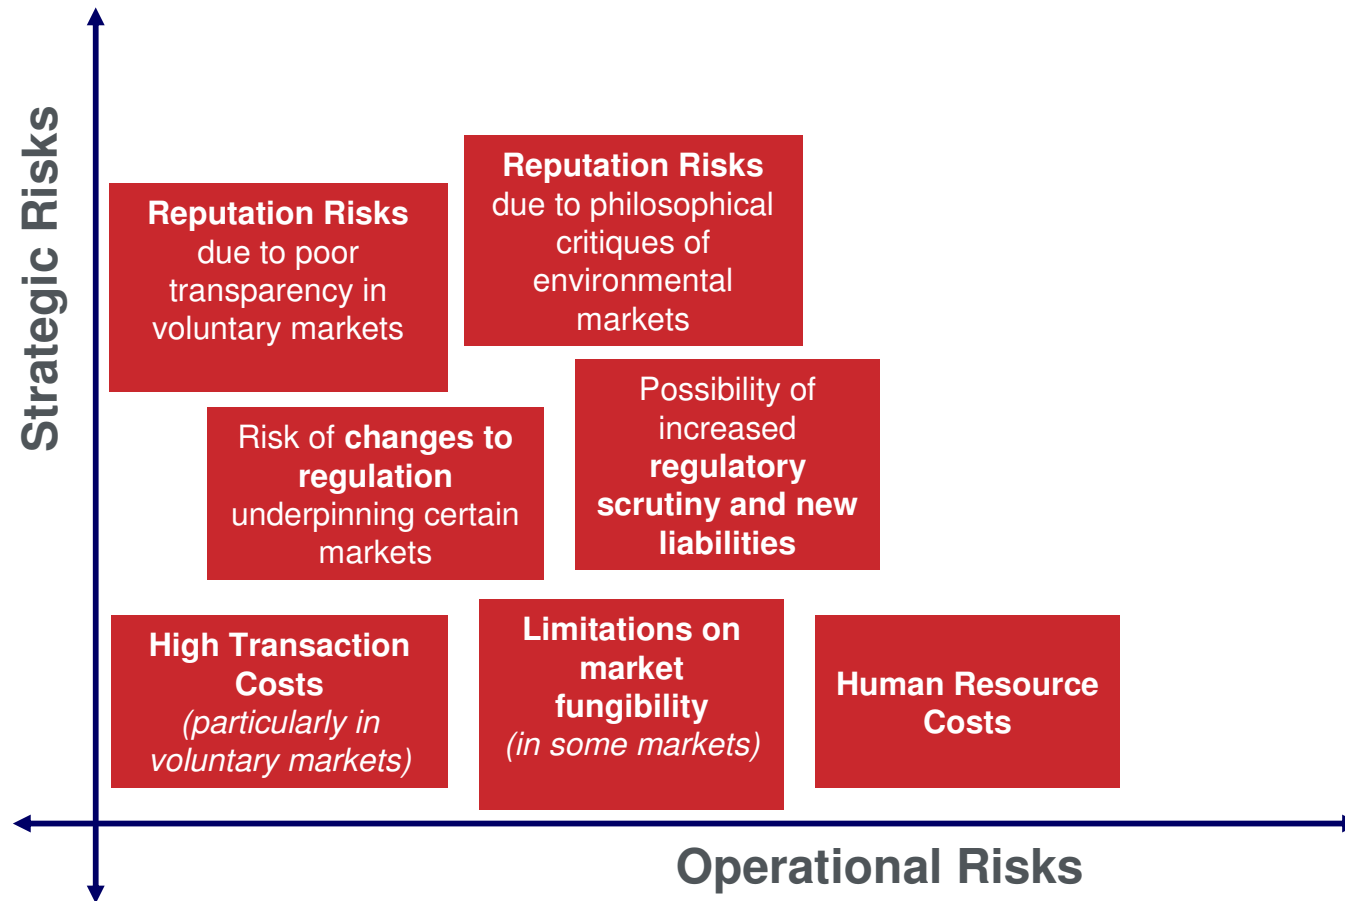 Strategic Risks
Reputation Risks
due to poor
transparency in
voluntary markets
Reputation Risks
due to philosophical
critiques of
environmental
markets
Risk of changes to
regulation
underpinning certain
markets
Possibility of
increased
regulatory
scrutiny and new
liabilities
High Transaction
Costs
(particularly in
voluntary markets)
Limitations on
market
fungibility
(in some markets)
Human Resource
Costs
Operational Risks